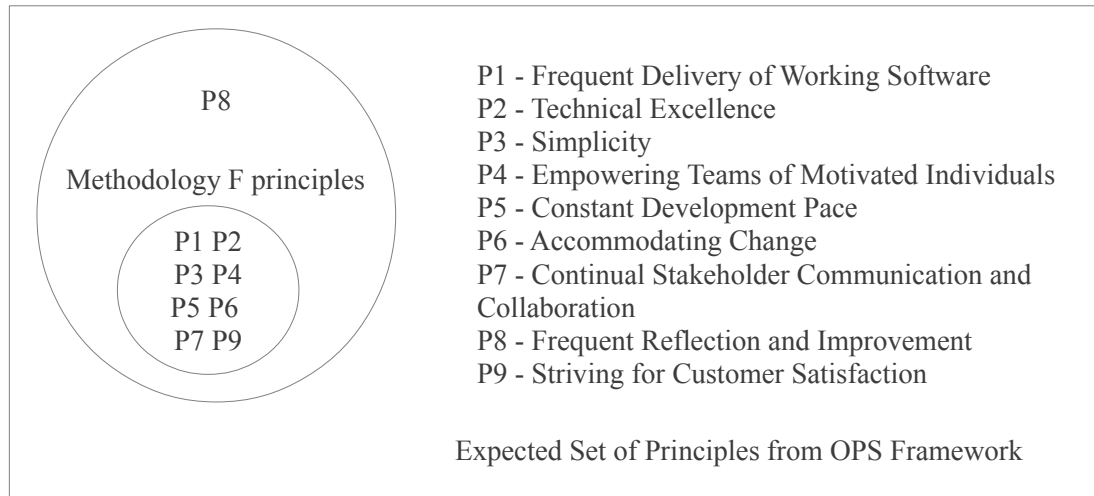 P8
Methodology F principles
P1 P2
P3 P4
P5 P6
P7 P9
P1 - Frequent Delivery of Working Software
P2 - Technical Excellence
P3 - Simplicity
P4 - Empowering Teams of Motivated Individuals
P5 - Constant Development Pace
P6 - Accommodating Change
P7 - Continual Stakeholder Communication and
Collaboration
P8 - Frequent Reflection and Improvement
P9 - Striving for Customer Satisfaction
Expected Set of Principles from OPS Framework